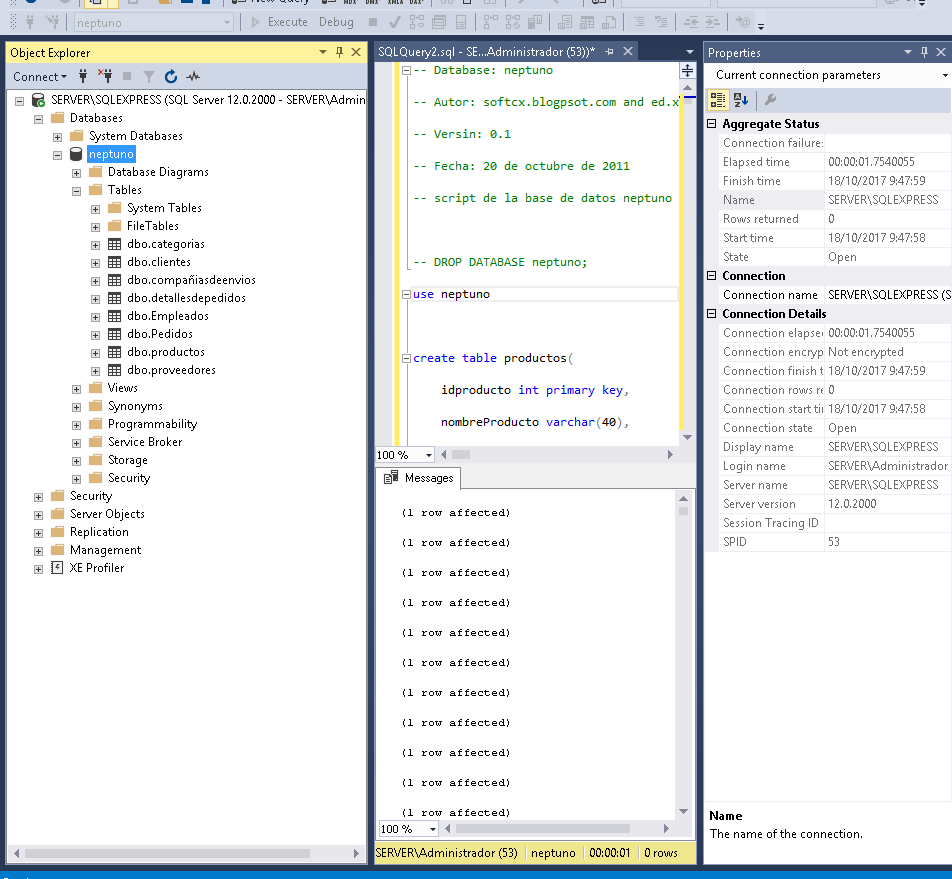 New Query
MDX
DMX
XMLA
DAX
neptuno
Execute Debug
Object Explorer
Connect
SERVER\SQLEXPRESS (SQL Server 12.0.2000 - SERVER\Admin
Databases
System Databases
neptuno
Database Diagrams
Tables
System Tables
FileTables
dbo.categorias
dbo.clientes
dbo.compañiasdeenvios
dbo.detallesdepedidos
dbo.Empleados
dbo.Pedidos
dbo.productos
dbo.proveedores
Views
Synonyms
Programmability
Service Broker
Storage
Security
Security
Server Objects
Replication
Management
XE Profiler
SQLQuery2.sql - SE...Administrador (53))*
-- Database: neptuno
-- Autor: softcx.blogpsot.com and ed.x
-- Versin: 0.1
-- Fecha: 20 de octubre de 2011
-- script de la base de datos neptuno
-- DROP DATABASE neptuno;
use neptuno
create table productos(
idproducto int primary key,
nombreProducto varchar(40),
100 %
Messages
(1 row affected)
(1 row affected)
(1 row affected)
(1 row affected)
(1 row affected)
(1 row affected)
(1 row affected)
(1 row affected)
(1 row affected)
(1 row affected)
(1 row affected)
100 %
SERVER\Administrador (53) neptuno 00:00:01 0 rows
Properties
Current connection parameters
Aggregate Status
Connection failure:
Elapsed time 00:00:01.7540055
Finish time 18/10/2017 9:47:59
Name SERVER\SQLEXPRESS
Rows returned 0
Start time 18/10/2017 9:47:58
State Open
Connection
Connection name SERVER\SQLEXPRESS (S
Connection Details
Connection elapse 00:00:01.7540055
Connection encryp Not encrypted
Connection finish t 18/10/2017 9:47:59
Connection rows re 0
Connection start tir 18/10/2017 9:47:58
Connection state Open
Display name SERVER\SQLEXPRESS
Login name SERVER\Administrador
Server name SERVER\SQLEXPRESS
Server version 12.0.2000
Session Tracing ID
SPID 53
Name
The name of the connection.